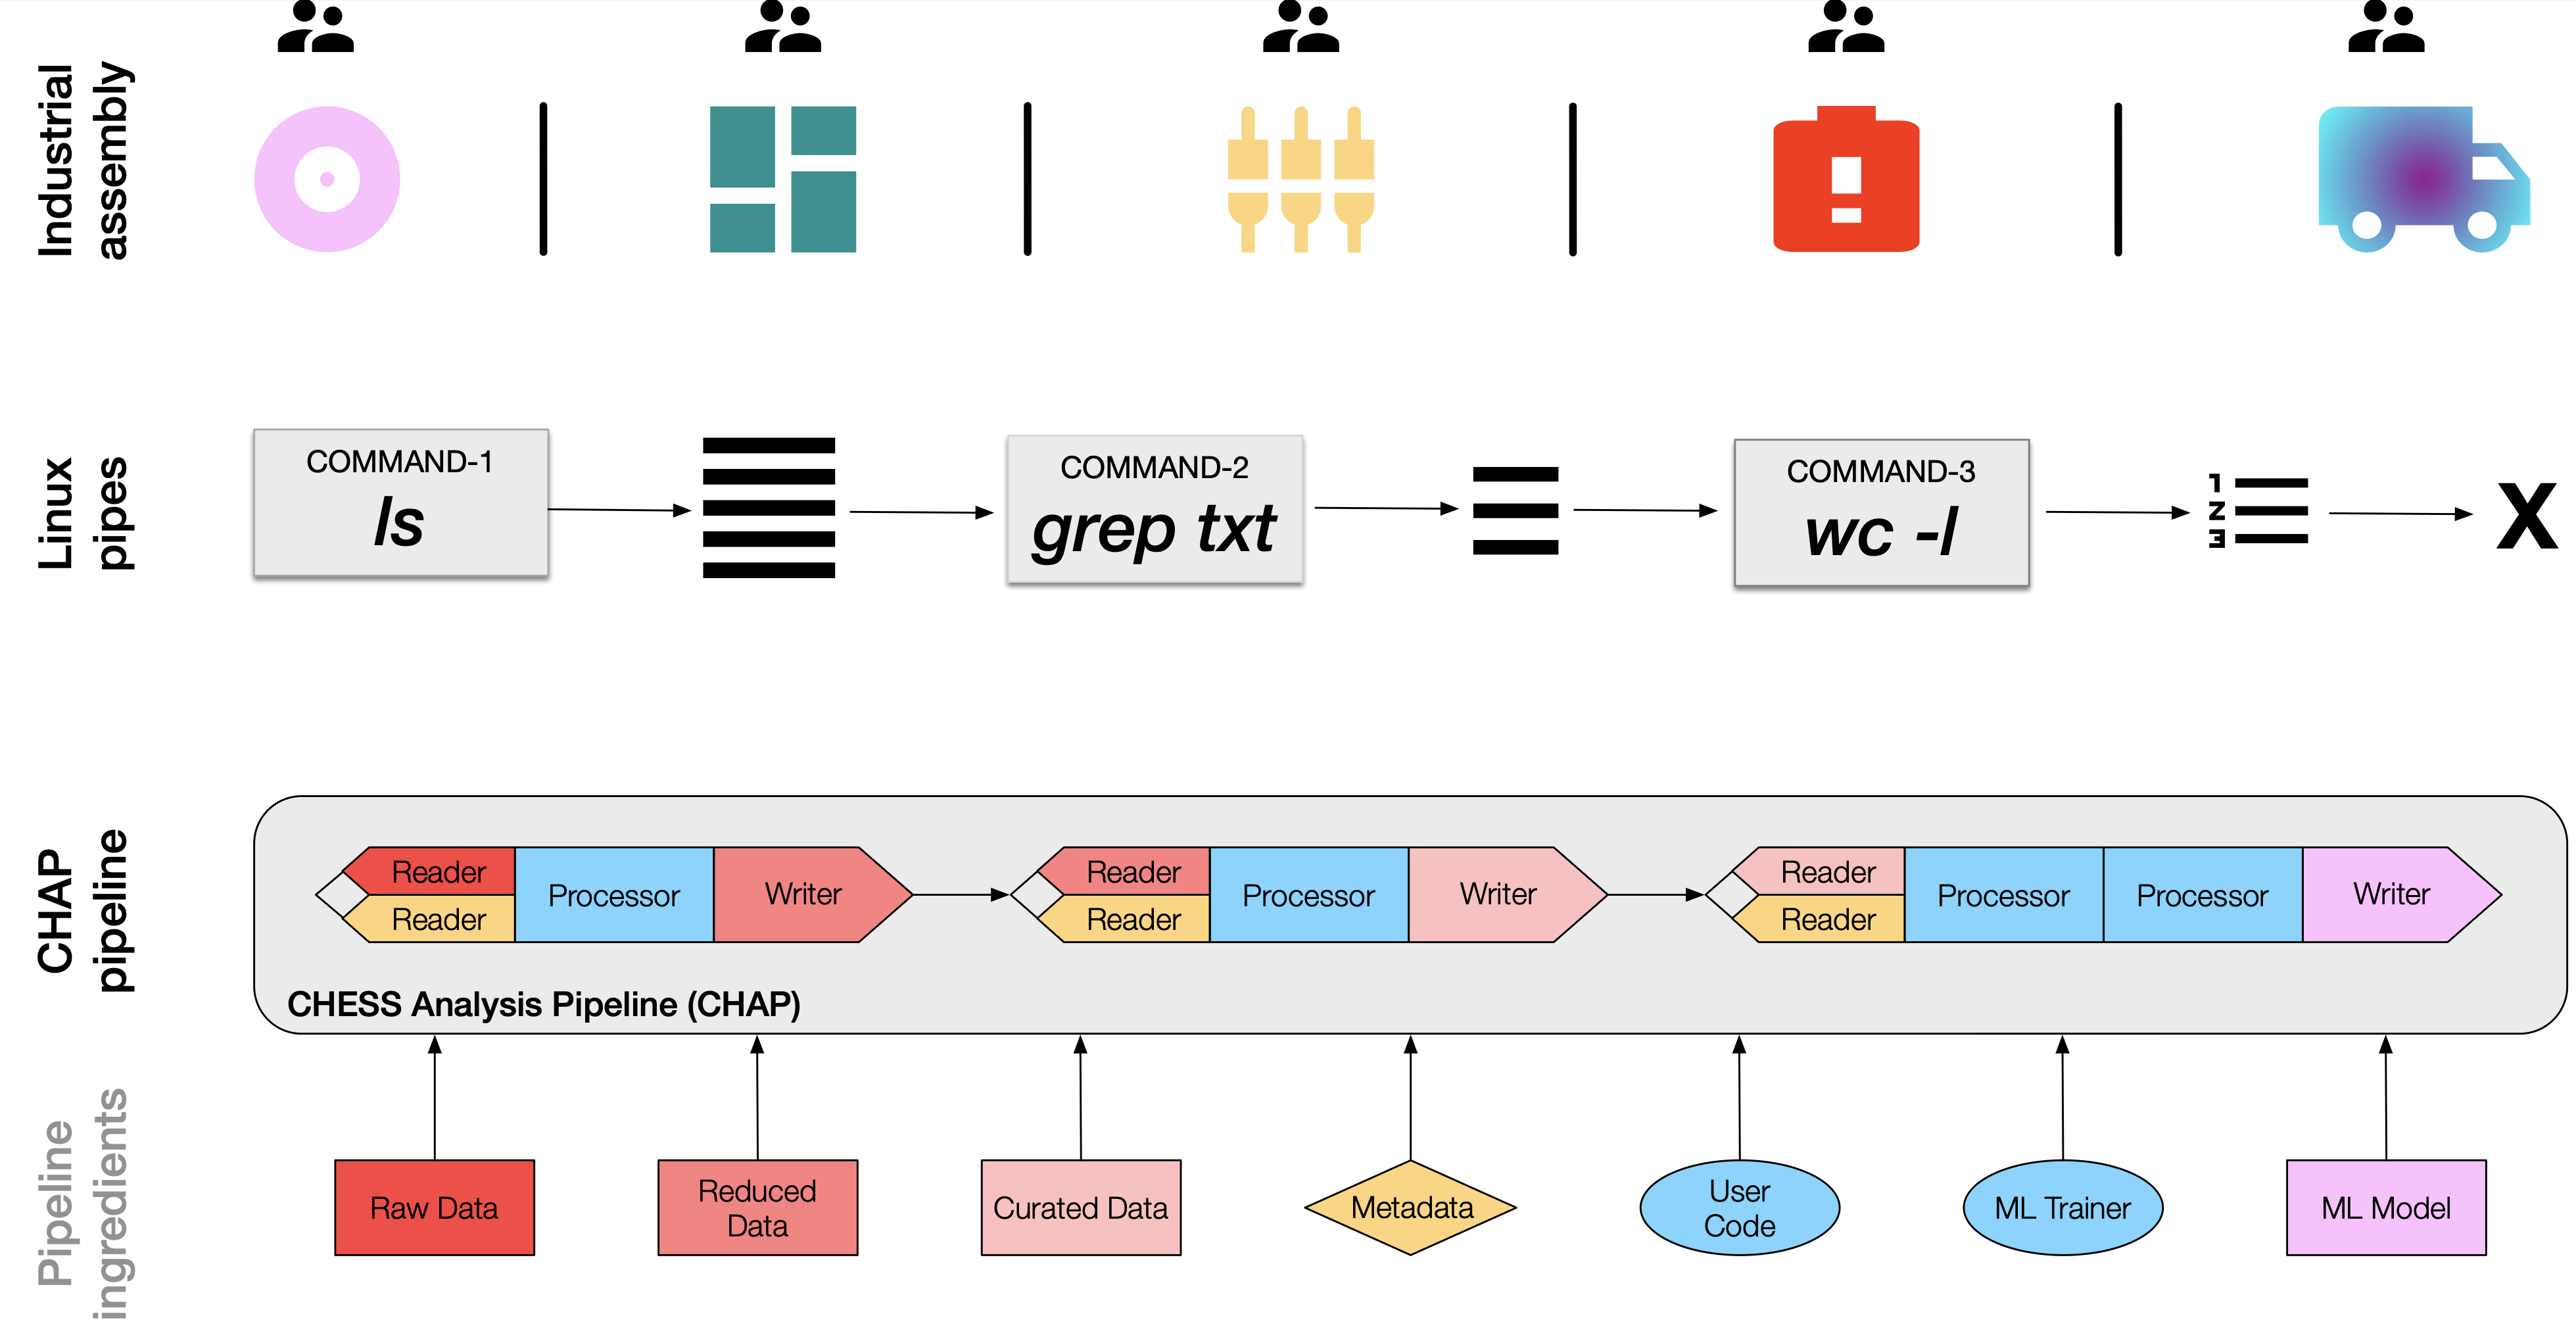 Industrial
assembly
Linux
pipes
COMMAND-1
ls
COMMAND-2
grep txt
COMMAND-3
wc -l
1
2
3
X
CHAP
pipeline
Reader
Reader
Processor
Writer
Reader
Reader
Processor
Writer
Reader
Reader
Processor
Processor
Writer
CHESS Analysis Pipeline (CHAP)
Pipeline
ingredients
Raw Data
Reduced
Data
Curated Data
Metadata
User
Code
ML Trainer
ML Model